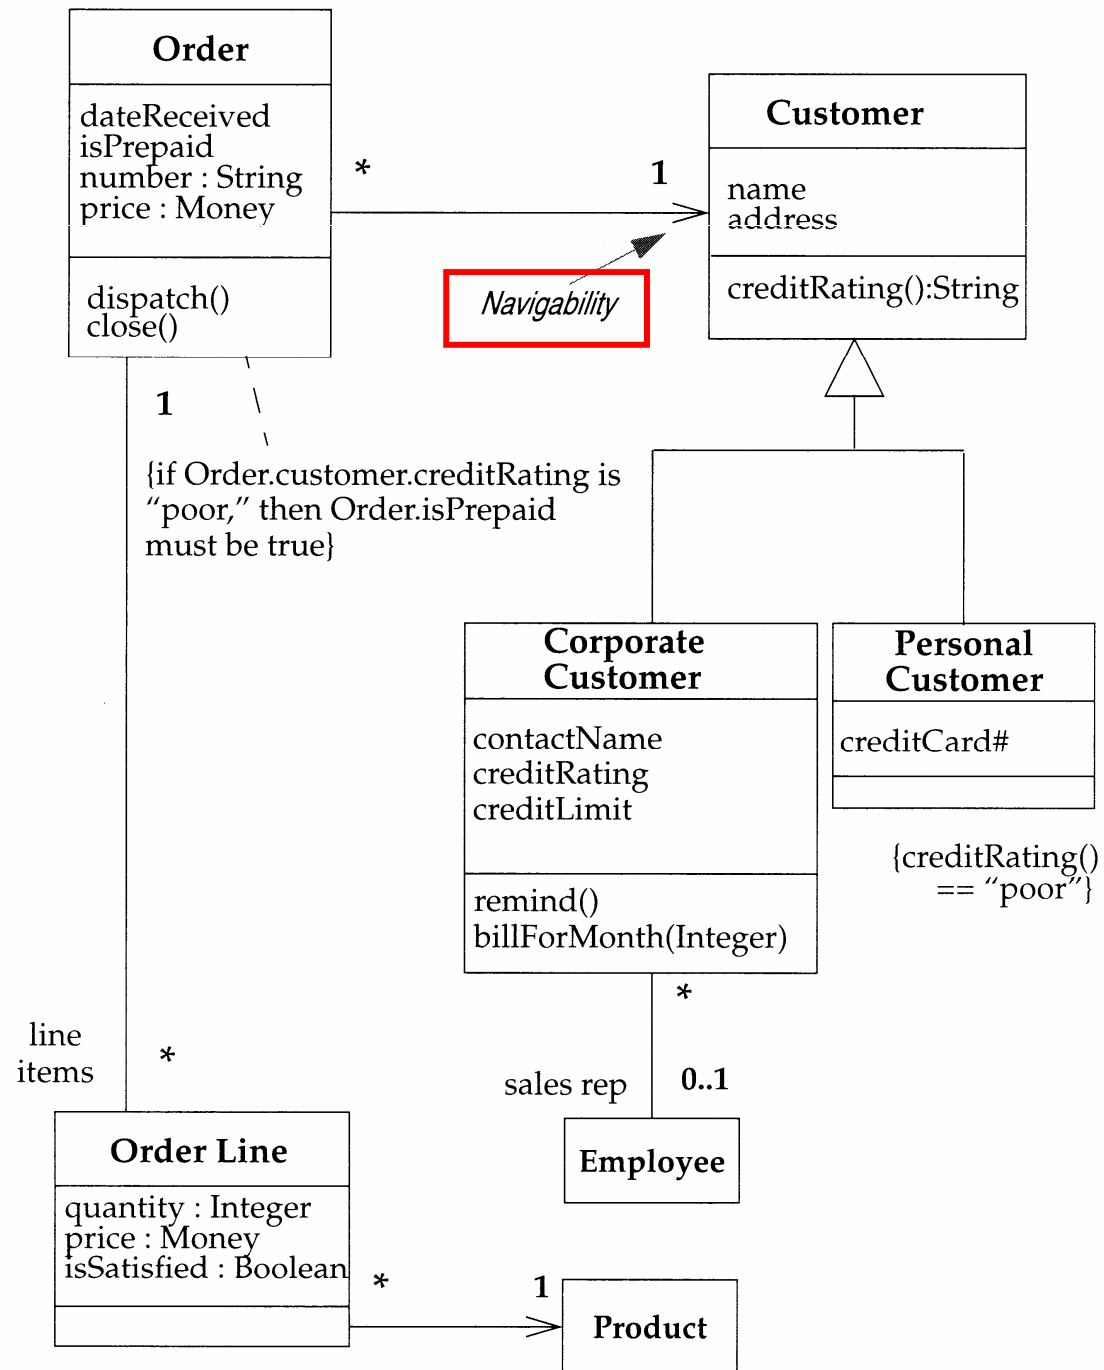 Order
dateReceived
isPrepaid
number : String
price : Money
dispatch()
close()
*
1
Customer
name
address
creditRating():String
Navigability
1
{if Order.customer.creditRating is
“poor,” then Order.isPrepaid
must be true}
Corporate
Customer
contactName
creditRating
creditLimit
remind()
billForMonth(Integer)
Personal
Customer
creditCard#
{creditRating()
== “poor”}
*
sales rep
0..1
Employee
line
items
*
Order Line
quantity : Integer
price : Money
isSatisfied : Boolean
*
1
Product